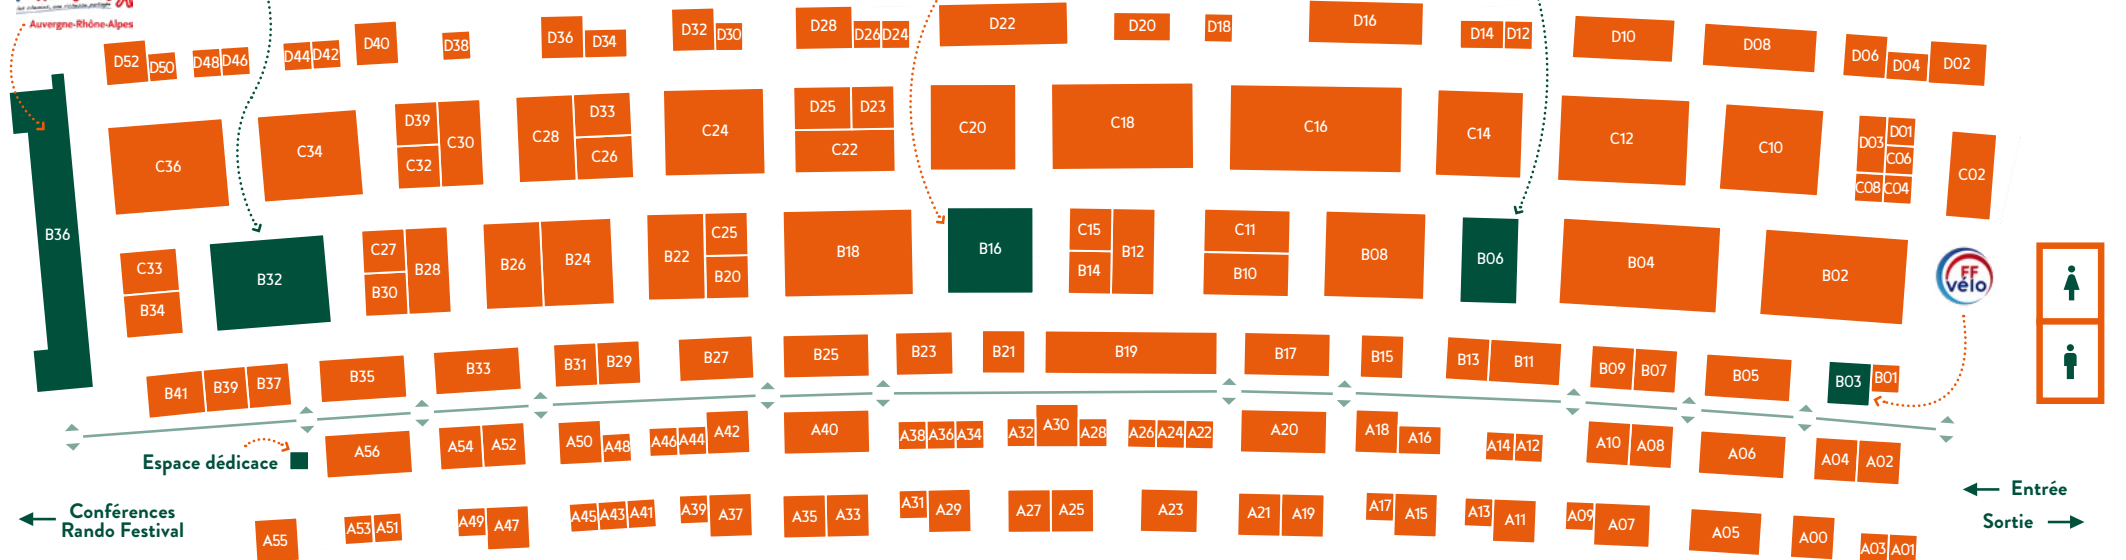 Auvergne-Rhône-Alpes
D52 D50 D48 D46 D44 D42 D40 D38 D36 D34 D32 D30 D28 D26 D24 D22 D20 D18 D16 D14 D12 D10 D08 D06 D04 D02
C36 C34 D39 C32 C30 C28 D33 C26 C24 D25 D23 C22 C20 C18 C16 C14 C12 C10 D03 D01 C06 C08 C04 C02
B36
C33 B34 B32 C27 B30 B28 B26 B24 B22 C25 B20 B18 B16 C15 B14 B12 C11 B10 B08 B06 B04 B02
FF
vélo
B41 B39 B37 B35 B33 B31 B29 B27 B25 B23 B21 B19 B17 B15 B13 B11 B09 B07 B05 B03 B01
A56 A54 A52 A50 A48 A46 A44 A42 A40 A38 A36 A34 A32 A30 A28 A26 A24 A22 A20 A18 A16 A14 A12 A10 A08 A06 A04 A02
Espace dédicace
Conférences
Rando Festival
A55 A53 A51 A49 A47 A45 A43 A41 A39 A37 A35 A33 A31 A29 A27 A25 A23 A21 A19 A17 A15 A13 A11 A09 A07 A05 A00 A03 A01
Entrée
Sortie